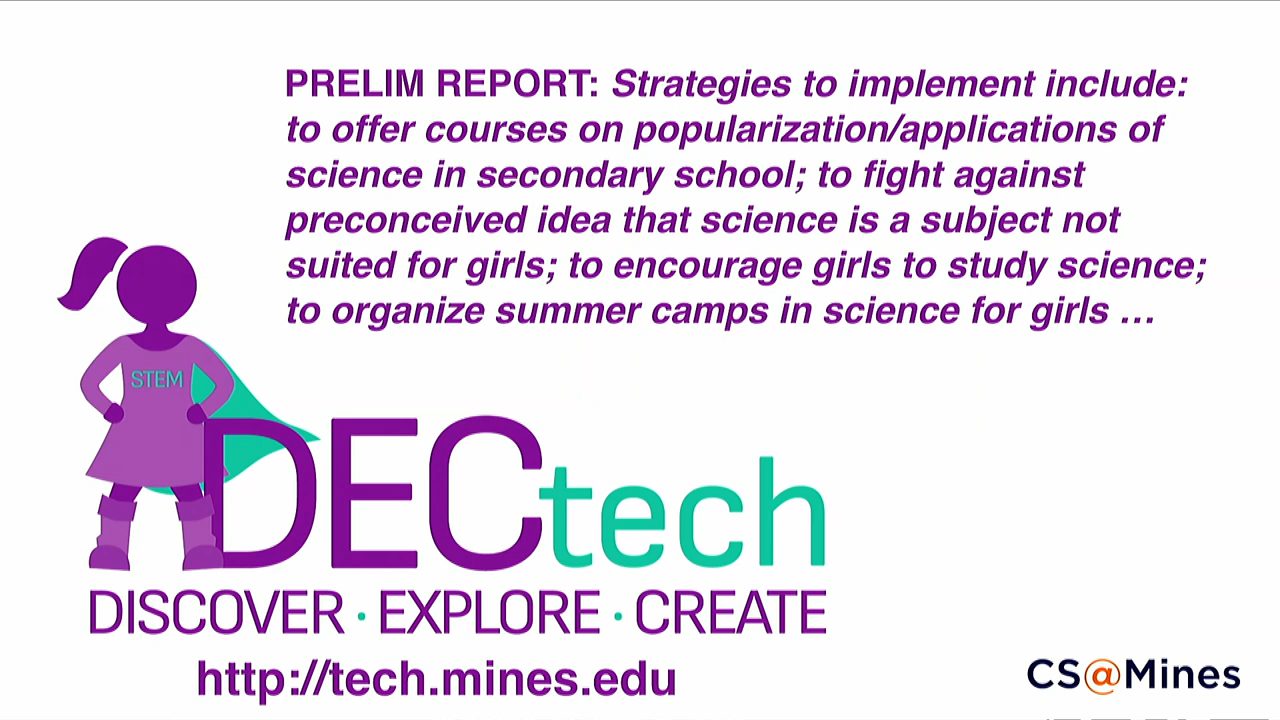 PRELIM REPORT: Strategies to implement include:
to offer courses on popularization/applications of
science in secondary school; to fight against
preconceived idea that science is a subject not
suited for girls; to encourage girls to study science;
to organize summer camps in science for girls ...
STEM
DECtech
DISCOVER · EXPLORE · CREATE
http://tech.mines.edu
CS@Mines